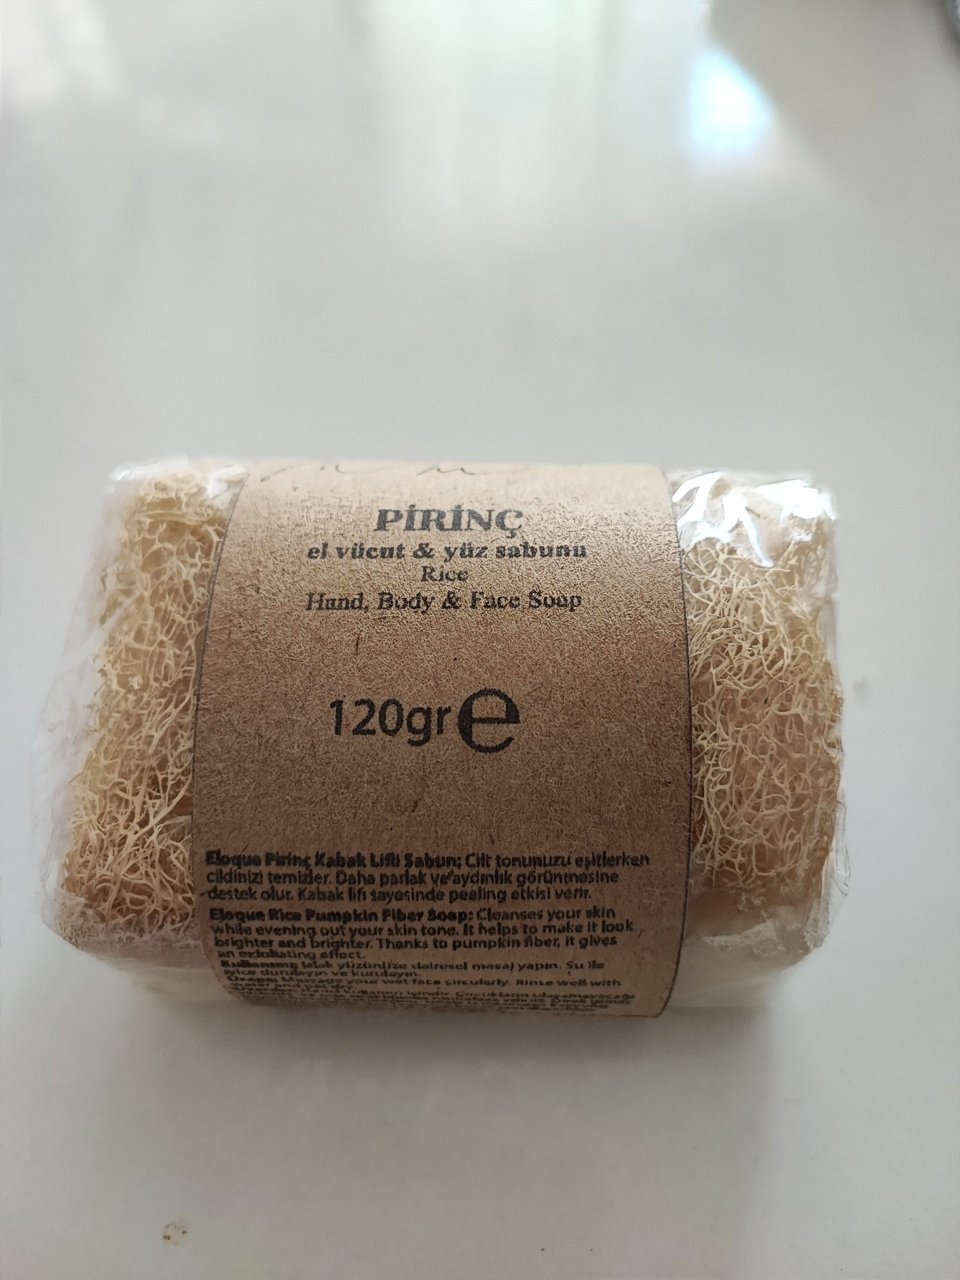 PİRİNÇ
el vücut & yüz sabunu
Rice
Hand, Body & Face Soap
120gr e
Eloque Pirinç Kabak Lifli Sabun: Cilt tonunuzu eşitlerken
cildinizi temizler. Daha parlak ve aydınlık görünmesine
destek olur. Kabak lifi sayesinde peeling etkisi verir.
Eloque Rice Pumpkin Fiber Soap: Cleanses your skin
while evening out your skin tone. It helps to make it look
brighter and brighter. Thanks to pumpkin fiber, it gives
an exfoliating effect.
Kullanımı: Islak yüzünüze dairesel masaj yapın. Su ile
iyice durulayın ve kurulayın.
Usage: Massage your wet face circularly. Rinse well with
water and pat dry.